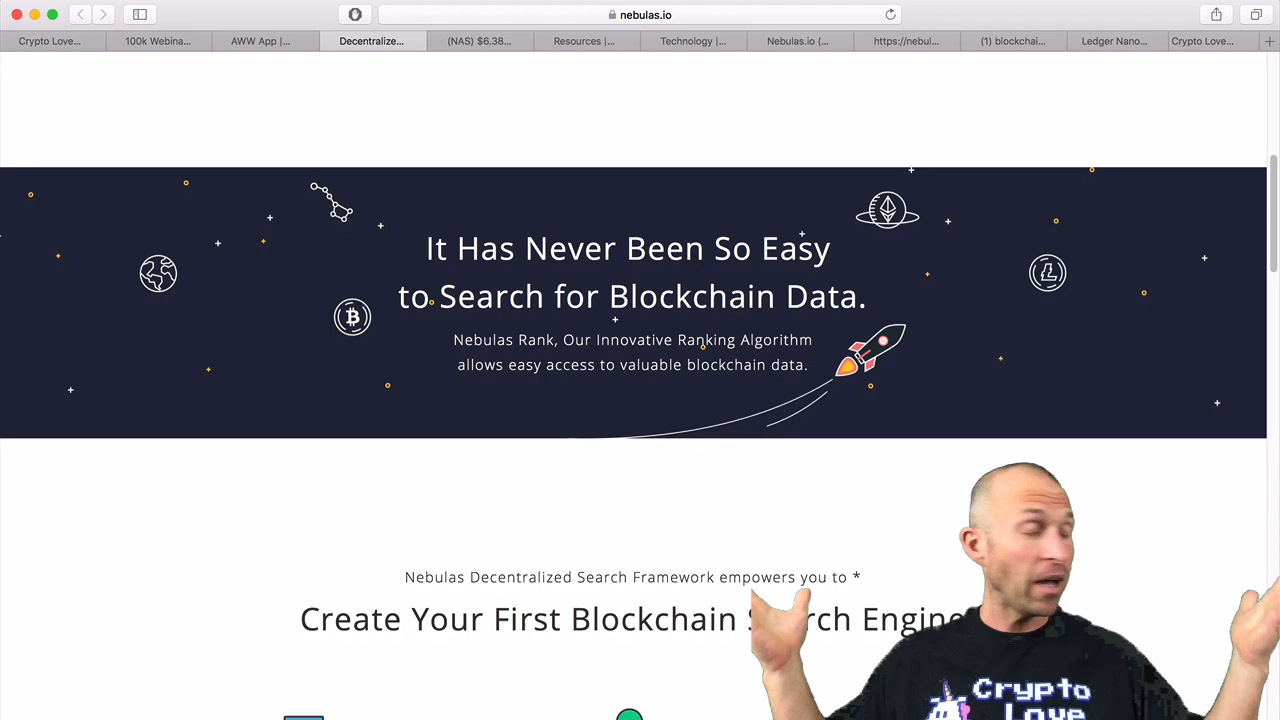 nebulas.io
Crypto Love...
100k Webina...
AWW App |...
Decentralize...
(NAS) $6.38...
Resources |...
Technology |...
Nebulas.io (...
https://nebul...
(1) blockchai...
Ledger Nano...
Crypto Love...
It Has Never Been So Easy
to Search for Blockchain Data.
Nebulas Rank, Our Innovative Ranking Algorithm
allows easy access to valuable blockchain data.
Nebulas Decentralized Search Framework empowers you to *
Create Your First Blockchain Search Engine
Crypto
Love